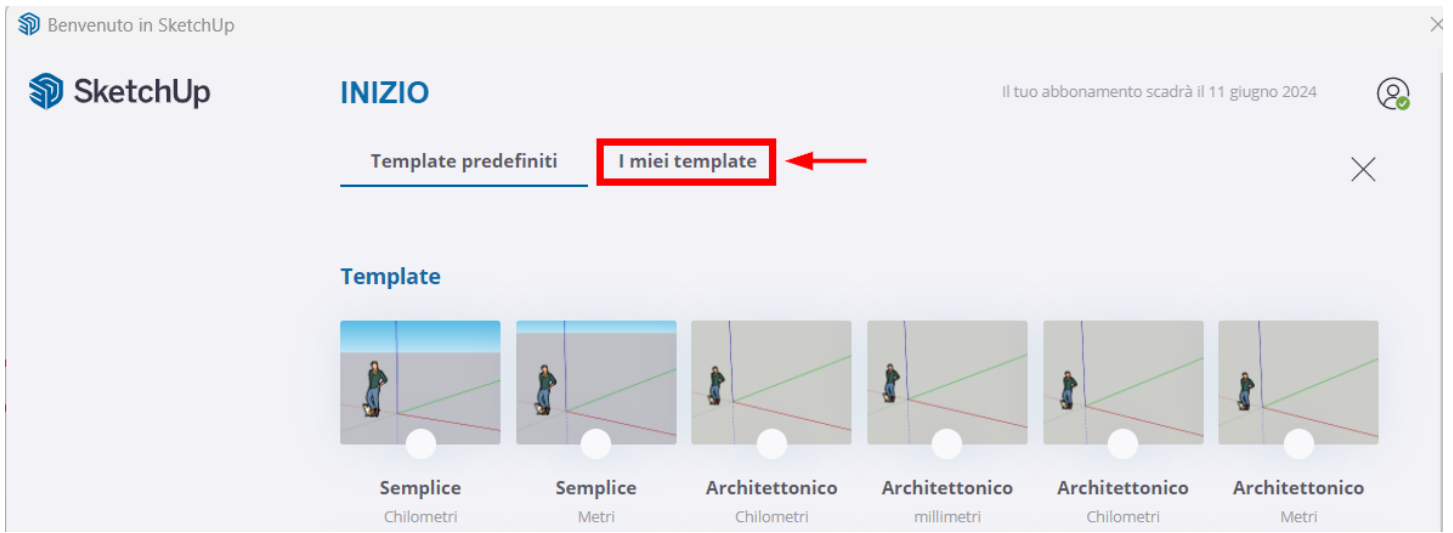 Benvenuto in SketchUp
SketchUp
INIZIO
Il tuo abbonamento scadrà il 11 giugno 2024
Template predefiniti
I miei template
Template
Semplice
Chilometri
Semplice
Metri
Architettonico
Chilometri
Architettonico
millimetri
Architettonico
Chilometri
Architettonico
Metri